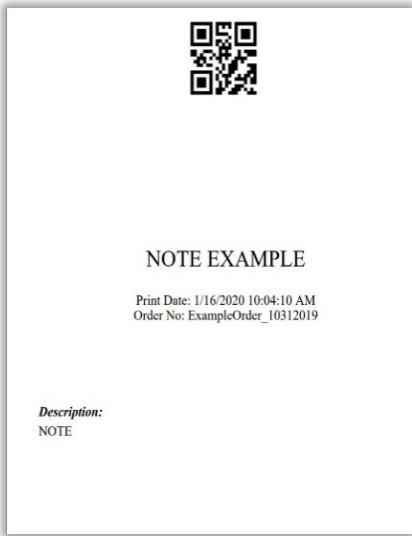 NOTE EXAMPLE
Print Date: 1/16/2020 10:04:10 AM
Order No: ExampleOrder_10312019
Description:
NOTE